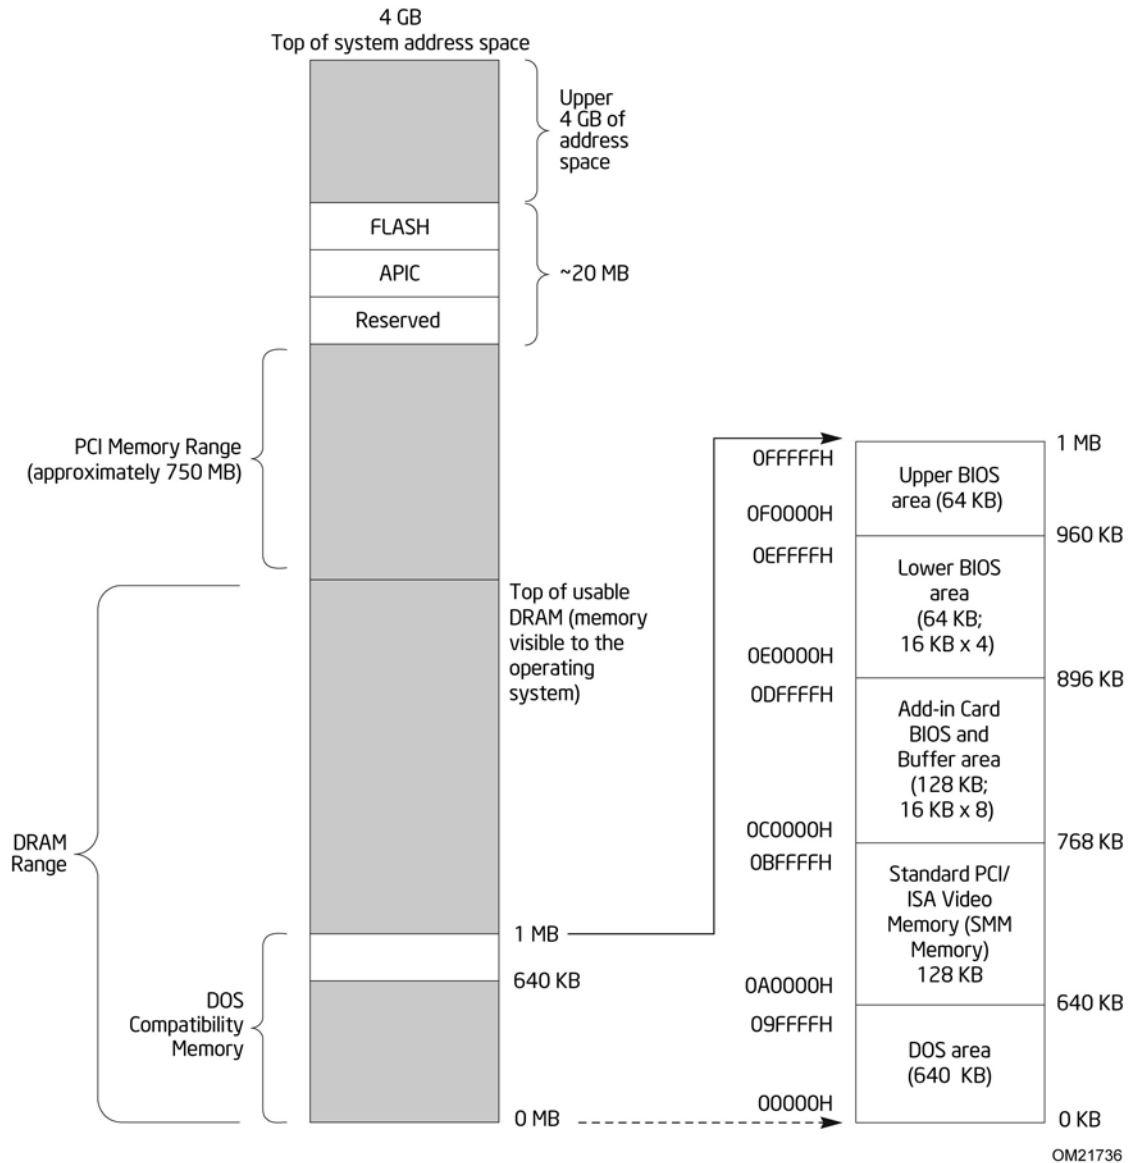 4 GB
Top of system address space
Upper
4 GB of
address
space
FLASH
APIC
Reserved
~20 MB
PCI Memory Range
(approximately 750 MB)
Top of usable
DRAM (memory
visible to the
operating
system)
DRAM
Range
1 MB
640 KB
DOS
Compatibility
Memory
0 MB
0FFFFFH
0F0000H
0EFFFFH
0E0000H
0DFFFFH
0C0000H
0BFFFFH
0A0000H
09FFFFH
00000H
Upper BIOS
area (64 KB)
Lower BIOS
area
(64 KB;
16 KB x 4)
Add-in Card
BIOS and
Buffer area
(128 KB;
16 KB x 8)
Standard PCI/
ISA Video
Memory (SMM
Memory)
128 KB
DOS area
(640 KB)
1 MB
960 KB
896 KB
768 KB
640 KB
0 KB
OM21736